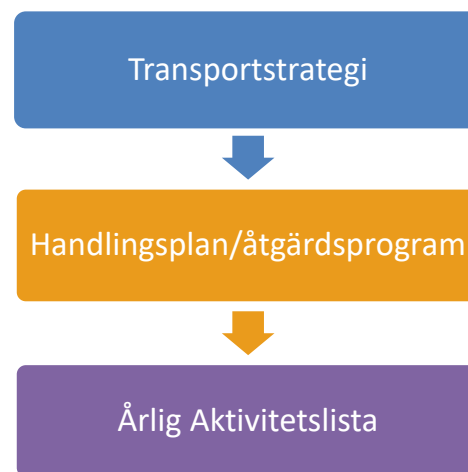 Transportstrategi
Handlingsplan/åtgärdsprogram
Årlig Aktivitetslista